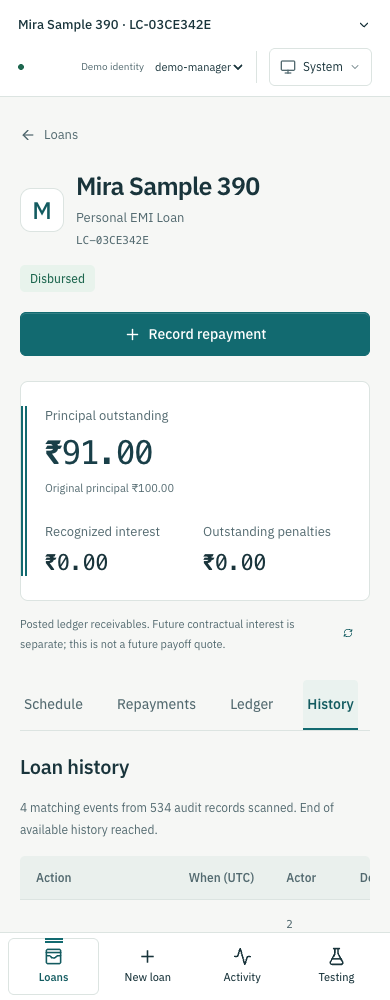 Mira Sample 390 · LC-03CE342E
Demo identity demo-manager System
Loans
M
Mira Sample 390
Personal EMI Loan
LC-03CE342E
Disbursed
Record repayment
Principal outstanding
₹91.00
Original principal ₹100.00
Recognized interest Outstanding penalties
₹0.00 ₹0.00
Posted ledger receivables. Future contractual interest is
separate; this is not a future payoff quote.
Schedule Repayments Ledger History
Loan history
4 matching events from 534 audit records scanned. End of
available history reached.
Action When (UTC) Actor
2
Loans New loan Activity Testing